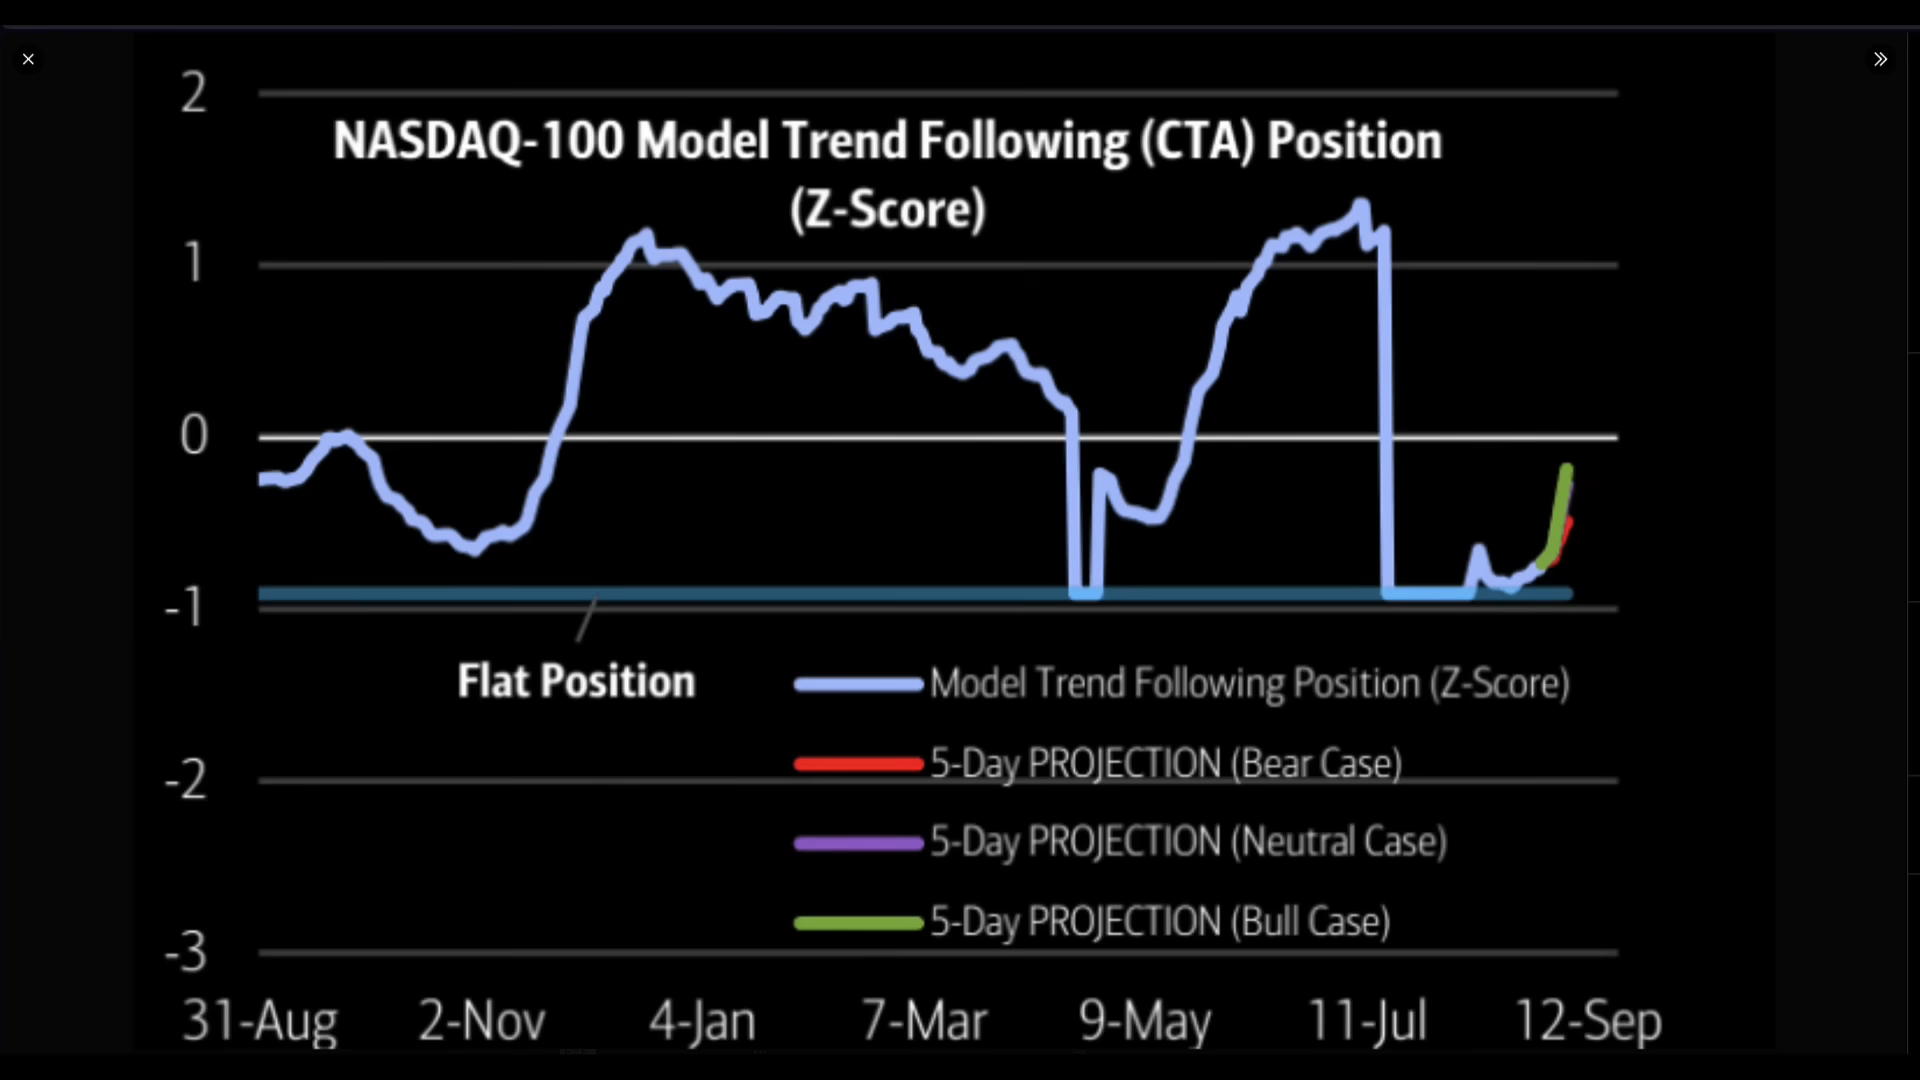 2
NASDAQ-100 Model Trend Following (CTA) Position
(Z-Score)
1
0
-1
Flat Position
Model Trend Following Position (Z-Score)
5-Day PROJECTION (Bear Case)
-2
5-Day PROJECTION (Neutral Case)
5-Day PROJECTION (Bull Case)
-3
31-Aug 2-Nov 4-Jan 7-Mar 9-May 11-Jul 12-Sep